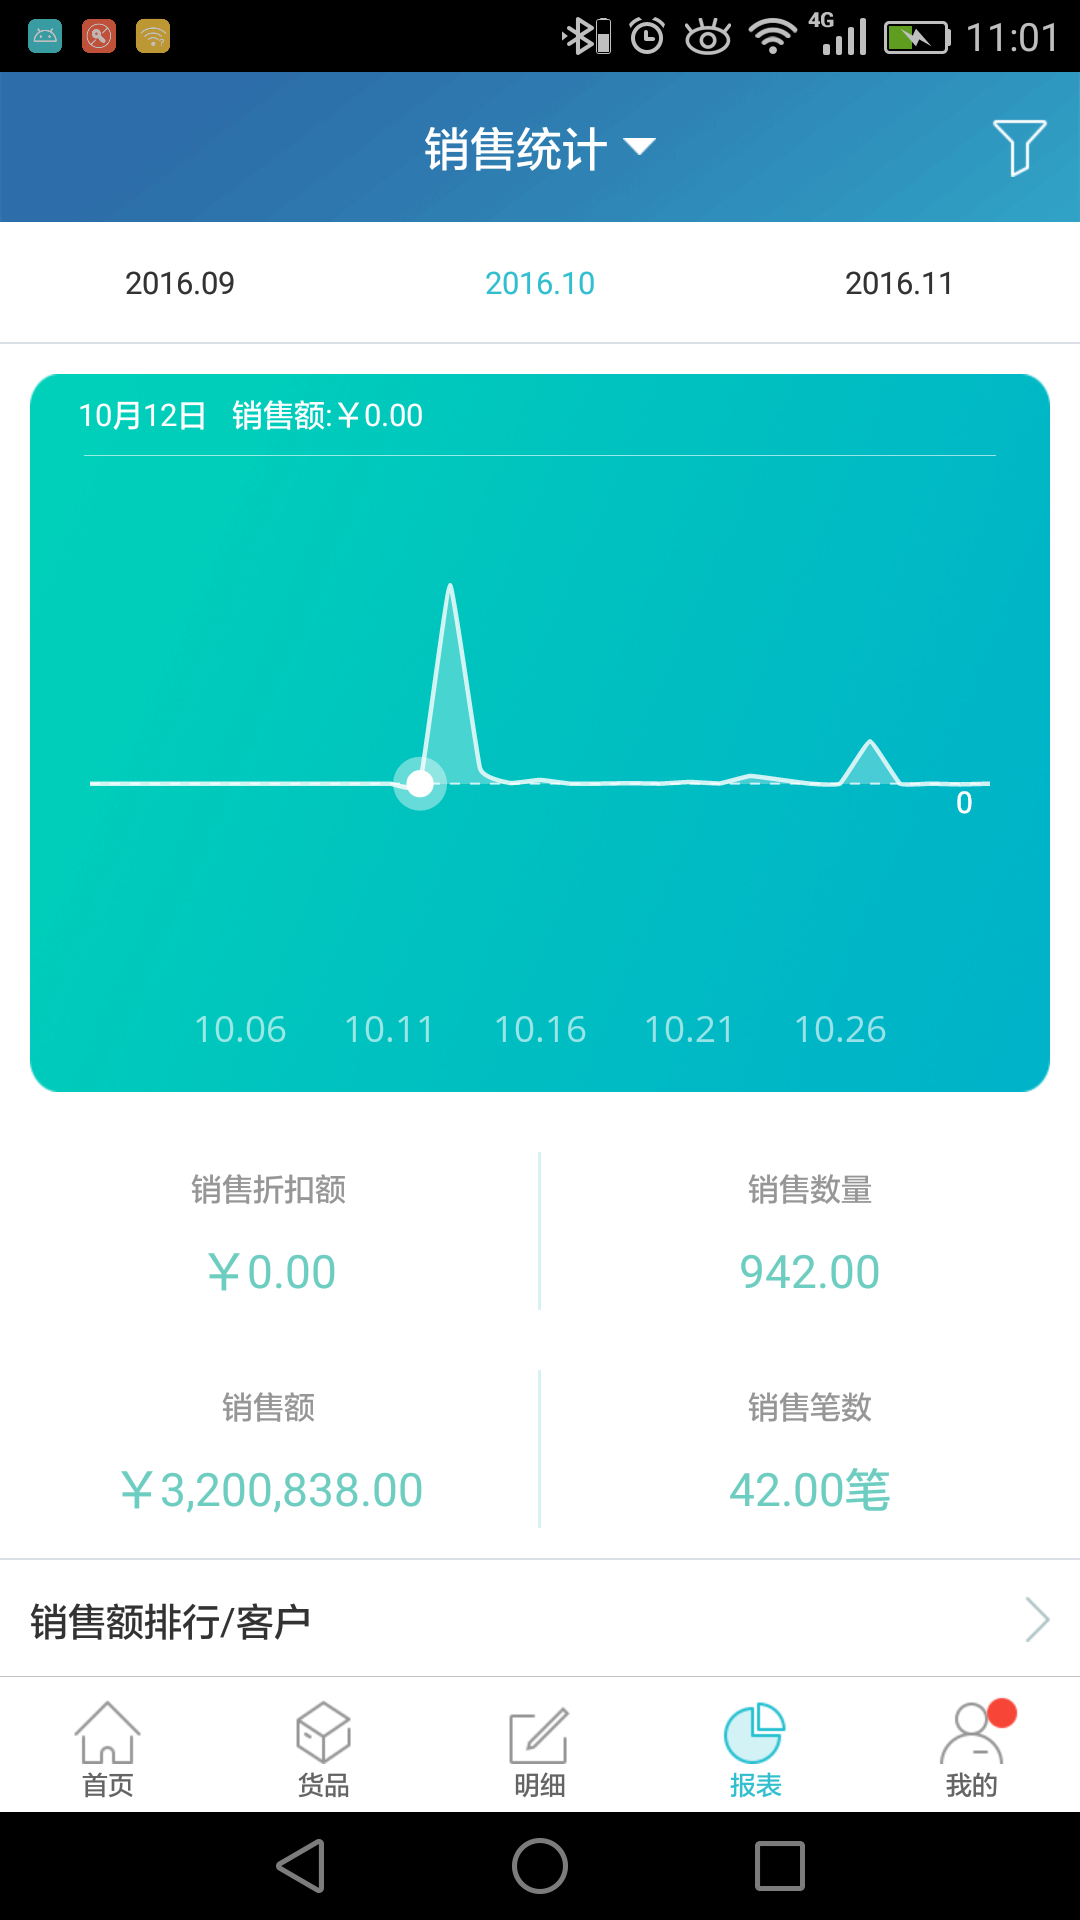 4G 11:01
销售统计
2016.09 2016.10 2016.11
10月12日 销售额:￥0.00
0
10.06 10.11 10.16 10.21 10.26
销售折扣额 销售数量
￥0.00 942.00
销售额 销售笔数
￥3,200,838.00 42.00笔
销售额排行/客户
首页 货品 明细 报表 我的